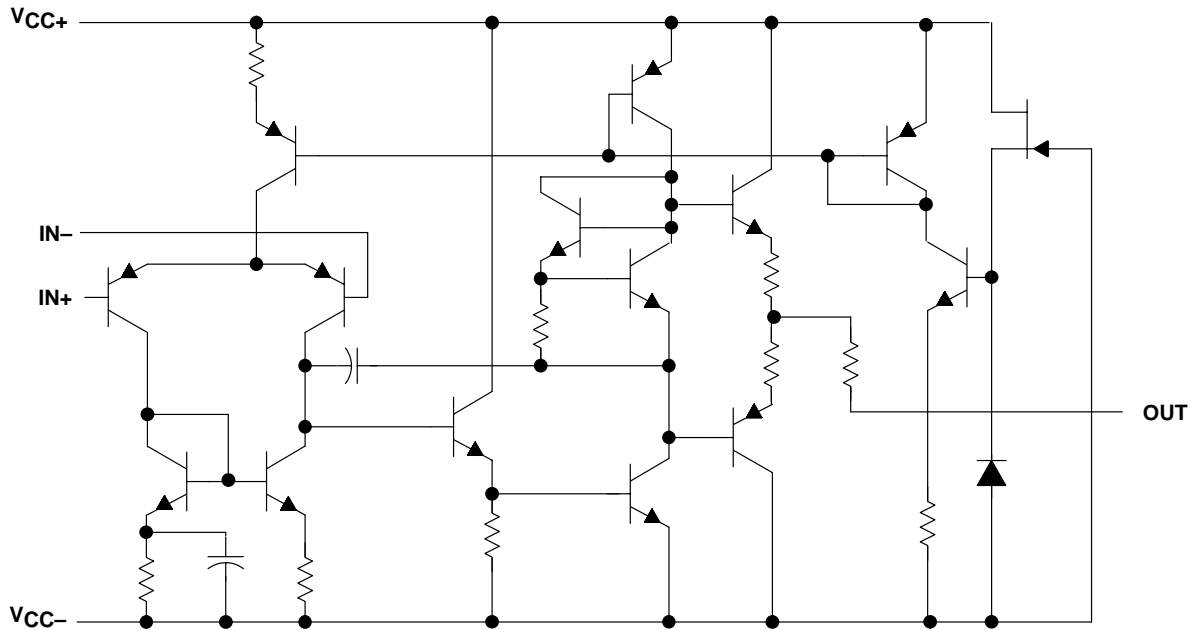 VCC+
IN–
IN+
OUT
VCC–